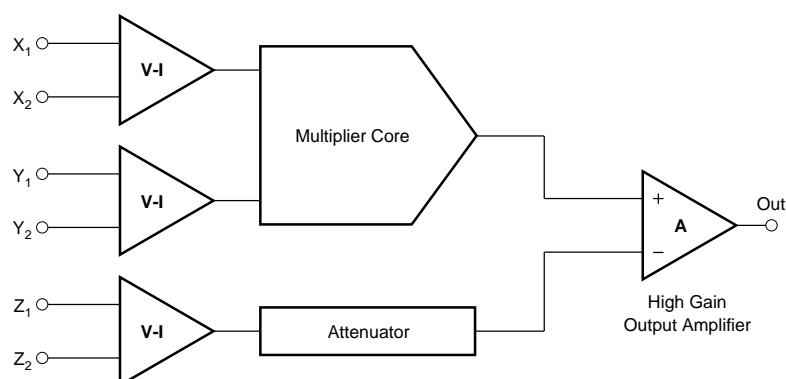 X1
V-I
X2
Multiplier Core
Y1
V-I
Y2
Out
+
A
−
Z1
V-I
Z2
Attenuator
High Gain
Output Amplifier